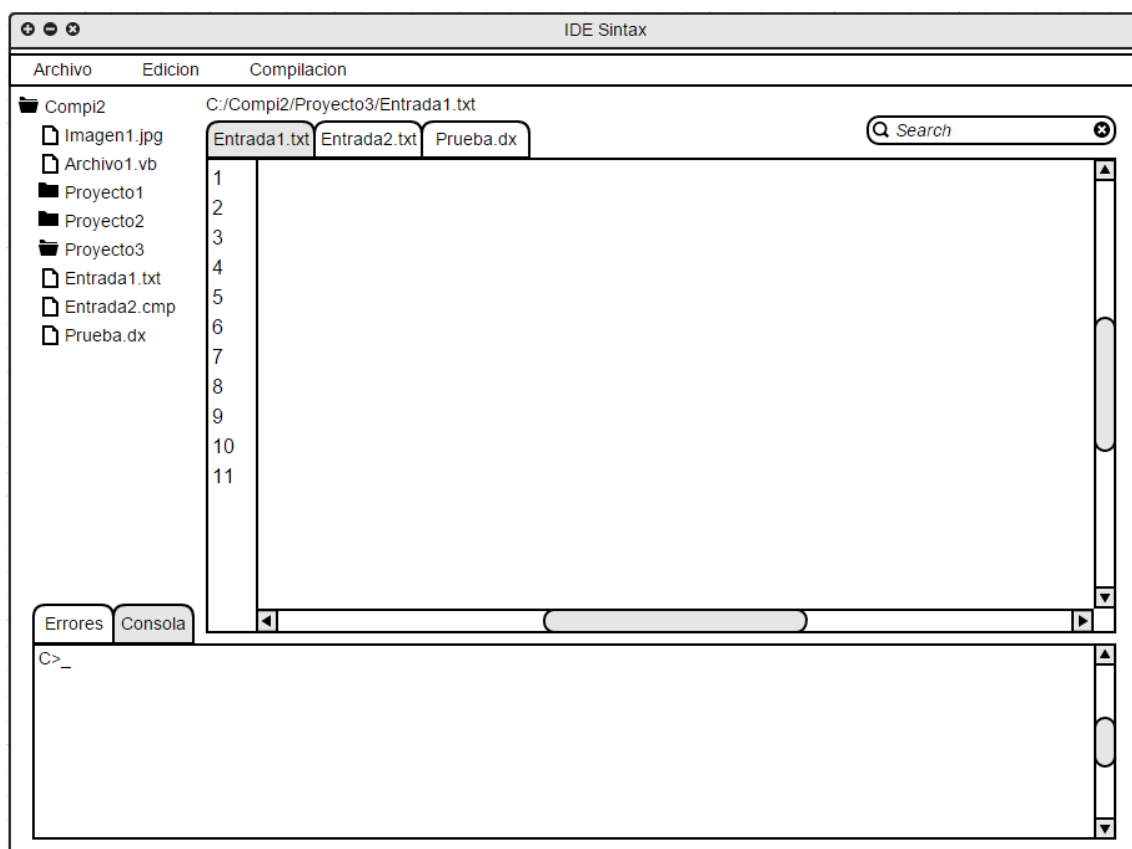 IDE Sintax
Archivo Edicion Compilacion
Compi2
Imagen1.jpg
Archivo1.vb
Proyecto1
Proyecto2
Proyecto3
Entrada1.txt
Entrada2.cmp
Prueba.dx
C:/Compi2/Proyecto3/Entrada1.txt
Entrada1.txt Entrada2.txt Prueba.dx
Search
1
2
3
4
5
6
7
8
9
10
11
Errores Consola
C>_